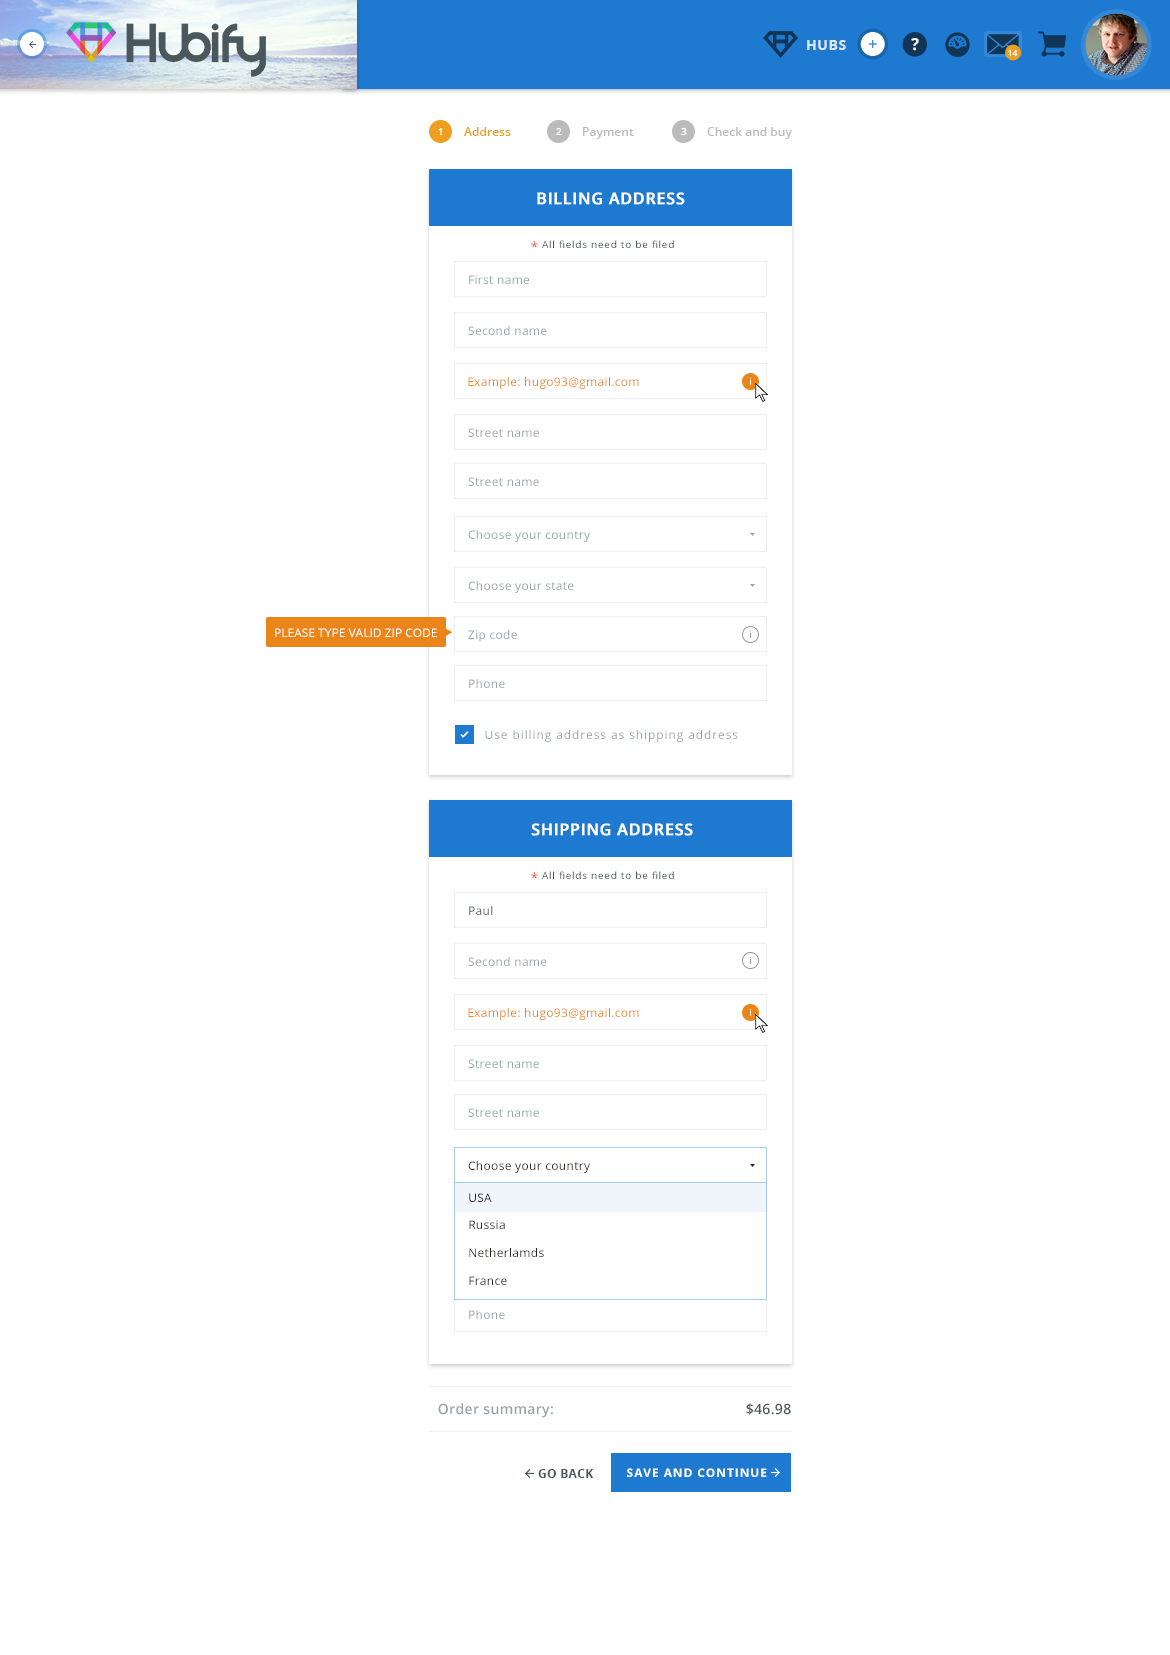 Hubify
HUBS
+
?
14
1 Address 2 Payment 3 Check and buy
BILLING ADDRESS
* All fields need to be filed
First name
Second name
Example: hugo93@gmail.com i
Street name
Street name
Choose your country
Choose your state
PLEASE TYPE VALID ZIP CODE
Zip code i
Phone
Use billing address as shipping address
SHIPPING ADDRESS
* All fields need to be filed
Paul
Second name i
Example: hugo93@gmail.com i
Street name
Street name
Choose your country
USA
Russia
Netherlamds
France
Phone
Order summary: $46.98
← GO BACK SAVE AND CONTINUE →